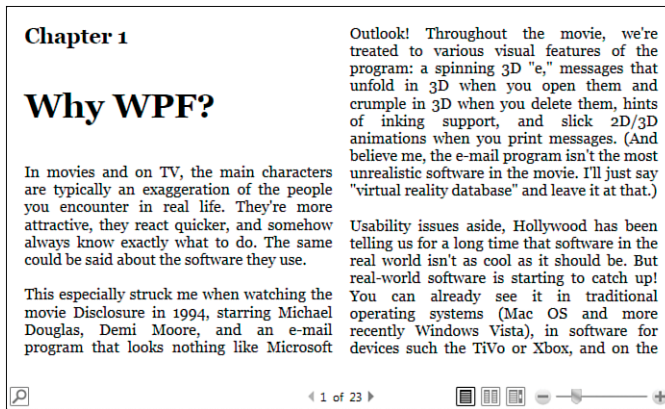 Chapter 1
Why WPF?
In movies and on TV, the main characters
are typically an exaggeration of the people
you encounter in real life. They're more
attractive, they react quicker, and somehow
always know exactly what to do. The same
could be said about the software they use.
This especially struck me when watching the
movie Disclosure in 1994, starring Michael
Douglas, Demi Moore, and an e-mail
program that looks nothing like Microsoft
Outlook! Throughout the movie, we're
treated to various visual features of the
program: a spinning 3D "e," messages that
unfold in 3D when you open them and
crumple in 3D when you delete them, hints
of inking support, and slick 2D/3D
animations when you print messages. (And
believe me, the e-mail program isn't the most
unrealistic software in the movie. I'll just say
"virtual reality database" and leave it at that.)
Usability issues aside, Hollywood has been
telling us for a long time that software in the
real world isn't as cool as it should be. But
real-world software is starting to catch up!
You can already see it in traditional
operating systems (Mac OS and more
recently Windows Vista), in software for
devices such the TiVo or Xbox, and on the
1 of 23